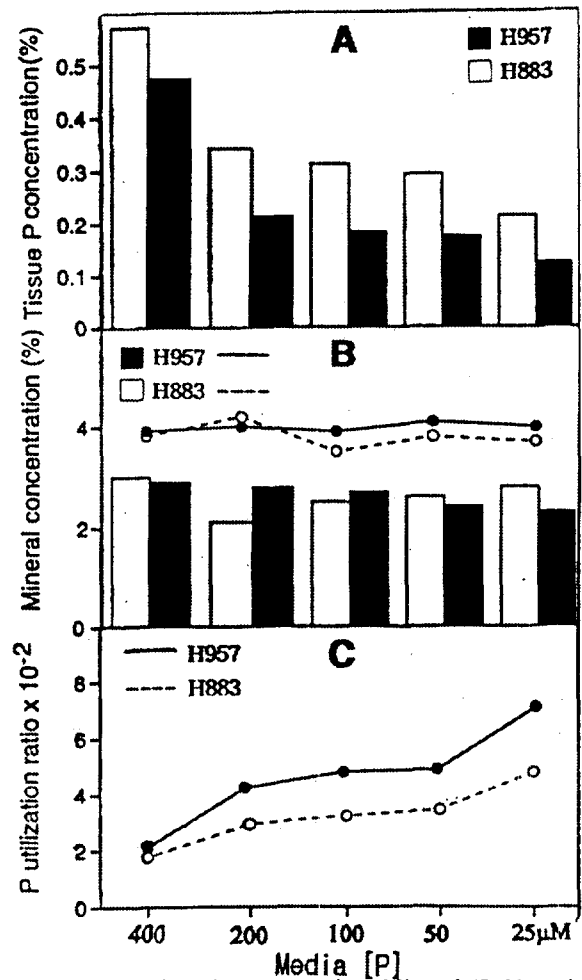 A
H957
H883
Tissue P concentration(%)
0.5
0.4
0.3
0.2
0.1
0
B
H957
H883
Mineral concentration (%)
4
2
0
C
H957
H883
P utilization ratio x 10-2
8
6
4
2
0
400 200 100 50 25µM
Media [P]